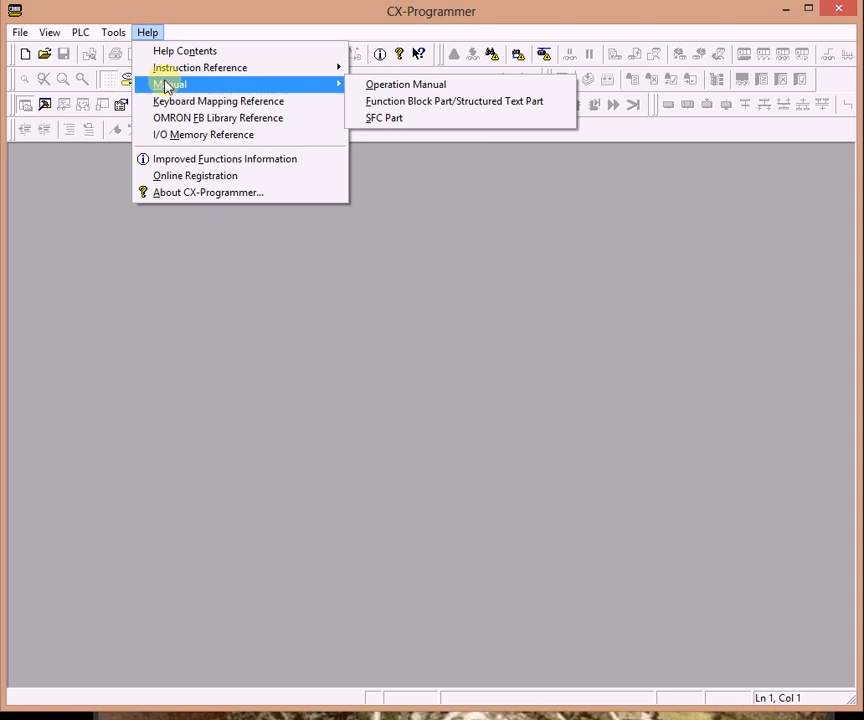 CX-Programmer
File View PLC Tools Help
Help Contents
Instruction Reference
Manual
Operation Manual
Keyboard Mapping Reference
Function Block Part/Structured Text Part
OMRON FB Library Reference
SFC Part
I/O Memory Reference
Improved Functions Information
Online Registration
About CX-Programmer...
Ln 1, Col 1